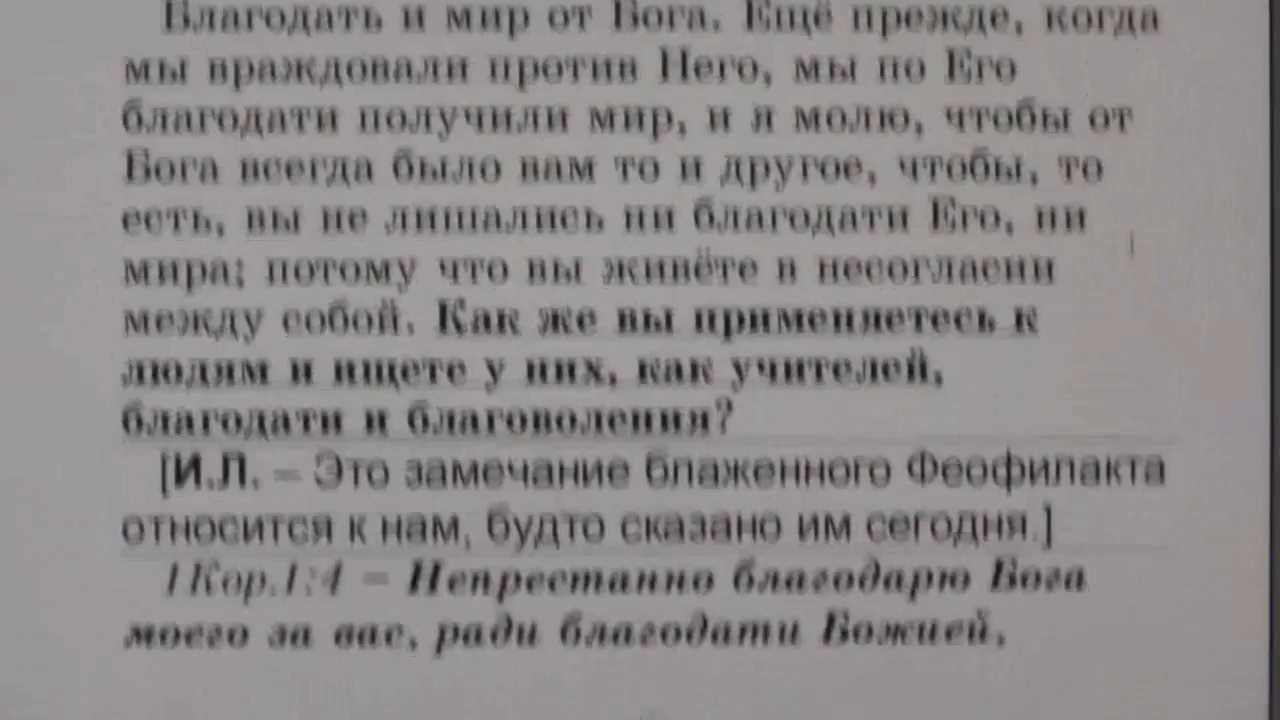 Благодать и мир от Бога. Ещё прежде, когда
мы враждовали против Него, мы по Его
благодати получили мир, и я молю, чтобы от
Бога всегда было вам то и другое, чтобы, то
есть, вы не лишались ни благодати Его, ни
мира; потому что вы живёте в несогласии
между собой. Как же вы применяетесь к
людям и ищете у них, как учителей,
благодати и благоволения?
[И.Л. – Это замечание блаженного Феофилакта
относится к нам, будто сказано им сегодня.]
1Кор.1:4 – Непрестанно благодарю Бога
моего за вас, ради благодати Божией,